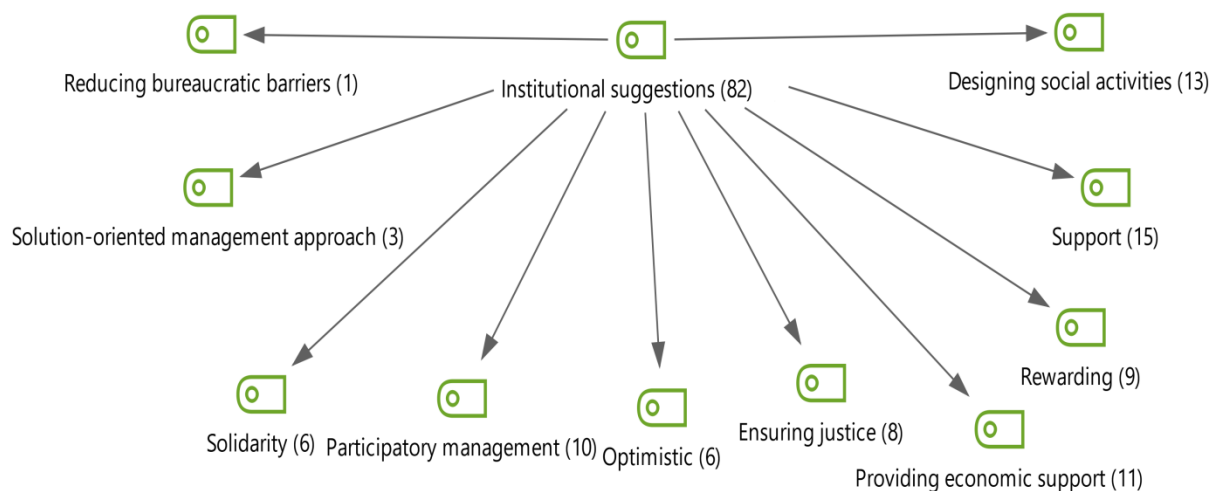 Reducing bureaucratic barriers (1)
Institutional suggestions (82)
Designing social activities (13)
Solution-oriented management approach (3)
Support (15)
Rewarding (9)
Solidarity (6)
Participatory management (10)
Optimistic (6)
Ensuring justice (8)
Providing economic support (11)